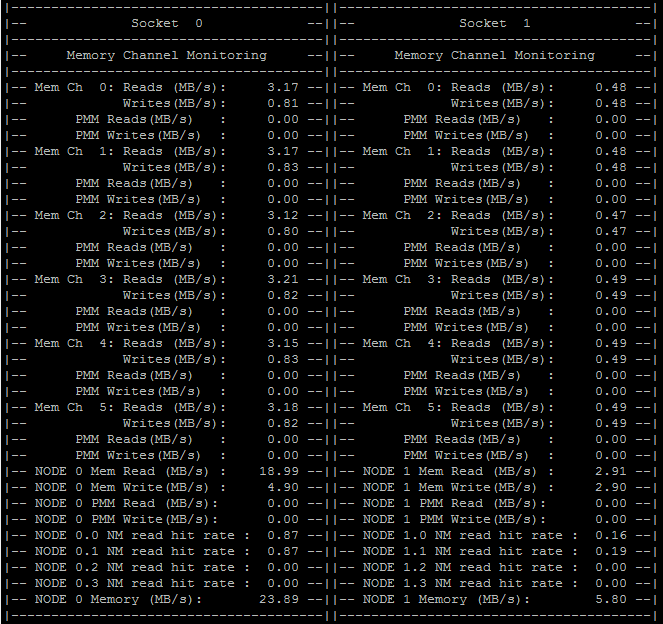 |---------------------------------------||---------------------------------------|
|--             Socket  0             --||--             Socket  1             --|
|---------------------------------------||---------------------------------------|
|--     Memory Channel Monitoring     --||--     Memory Channel Monitoring     --|
|---------------------------------------||---------------------------------------|
|-- Mem Ch  0: Reads (MB/s):     3.17 --||-- Mem Ch  0: Reads (MB/s):     0.48 --|
|--            Writes(MB/s):     0.81 --||--            Writes(MB/s):     0.48 --|
|--      PMM Reads(MB/s)   :     0.00 --||--      PMM Reads(MB/s)   :     0.00 --|
|--      PMM Writes(MB/s)  :     0.00 --||--      PMM Writes(MB/s)  :     0.00 --|
|-- Mem Ch  1: Reads (MB/s):     3.17 --||-- Mem Ch  1: Reads (MB/s):     0.48 --|
|--            Writes(MB/s):     0.83 --||--            Writes(MB/s):     0.48 --|
|--      PMM Reads(MB/s)   :     0.00 --||--      PMM Reads(MB/s)   :     0.00 --|
|--      PMM Writes(MB/s)  :     0.00 --||--      PMM Writes(MB/s)  :     0.00 --|
|-- Mem Ch  2: Reads (MB/s):     3.12 --||-- Mem Ch  2: Reads (MB/s):     0.47 --|
|--            Writes(MB/s):     0.80 --||--            Writes(MB/s):     0.47 --|
|--      PMM Reads(MB/s)   :     0.00 --||--      PMM Reads(MB/s)   :     0.00 --|
|--      PMM Writes(MB/s)  :     0.00 --||--      PMM Writes(MB/s)  :     0.00 --|
|-- Mem Ch  3: Reads (MB/s):     3.21 --||-- Mem Ch  3: Reads (MB/s):     0.49 --|
|--            Writes(MB/s):     0.82 --||--            Writes(MB/s):     0.49 --|
|--      PMM Reads(MB/s)   :     0.00 --||--      PMM Reads(MB/s)   :     0.00 --|
|--      PMM Writes(MB/s)  :     0.00 --||--      PMM Writes(MB/s)  :     0.00 --|
|-- Mem Ch  4: Reads (MB/s):     3.15 --||-- Mem Ch  4: Reads (MB/s):     0.49 --|
|--            Writes(MB/s):     0.83 --||--            Writes(MB/s):     0.49 --|
|--      PMM Reads(MB/s)   :     0.00 --||--      PMM Reads(MB/s)   :     0.00 --|
|--      PMM Writes(MB/s)  :     0.00 --||--      PMM Writes(MB/s)  :     0.00 --|
|-- Mem Ch  5: Reads (MB/s):     3.18 --||-- Mem Ch  5: Reads (MB/s):     0.49 --|
|--            Writes(MB/s):     0.82 --||--            Writes(MB/s):     0.49 --|
|--      PMM Reads(MB/s)   :     0.00 --||--      PMM Reads(MB/s)   :     0.00 --|
|--      PMM Writes(MB/s)  :     0.00 --||--      PMM Writes(MB/s)  :     0.00 --|
|-- NODE 0 Mem Read (MB/s) :    18.99 --||-- NODE 1 Mem Read (MB/s) :     2.91 --|
|-- NODE 0 Mem Write(MB/s) :     4.90 --||-- NODE 1 Mem Write(MB/s) :     2.90 --|
|-- NODE 0 PMM Read (MB/s):      0.00 --||-- NODE 1 PMM Read (MB/s):      0.00 --|
|-- NODE 0 PMM Write(MB/s):      0.00 --||-- NODE 1 PMM Write(MB/s):      0.00 --|
|-- NODE 0.0 NM read hit rate :  0.87 --||-- NODE 1.0 NM read hit rate :  0.16 --|
|-- NODE 0.1 NM read hit rate :  0.87 --||-- NODE 1.1 NM read hit rate :  0.19 --|
|-- NODE 0.2 NM read hit rate :  0.00 --||-- NODE 1.2 NM read hit rate :  0.00 --|
|-- NODE 0.3 NM read hit rate :  0.00 --||-- NODE 1.3 NM read hit rate :  0.00 --|
|-- NODE 0 Memory (MB/s):       23.89 --||-- NODE 1 Memory (MB/s):        5.80 --|
|---------------------------------------||---------------------------------------|